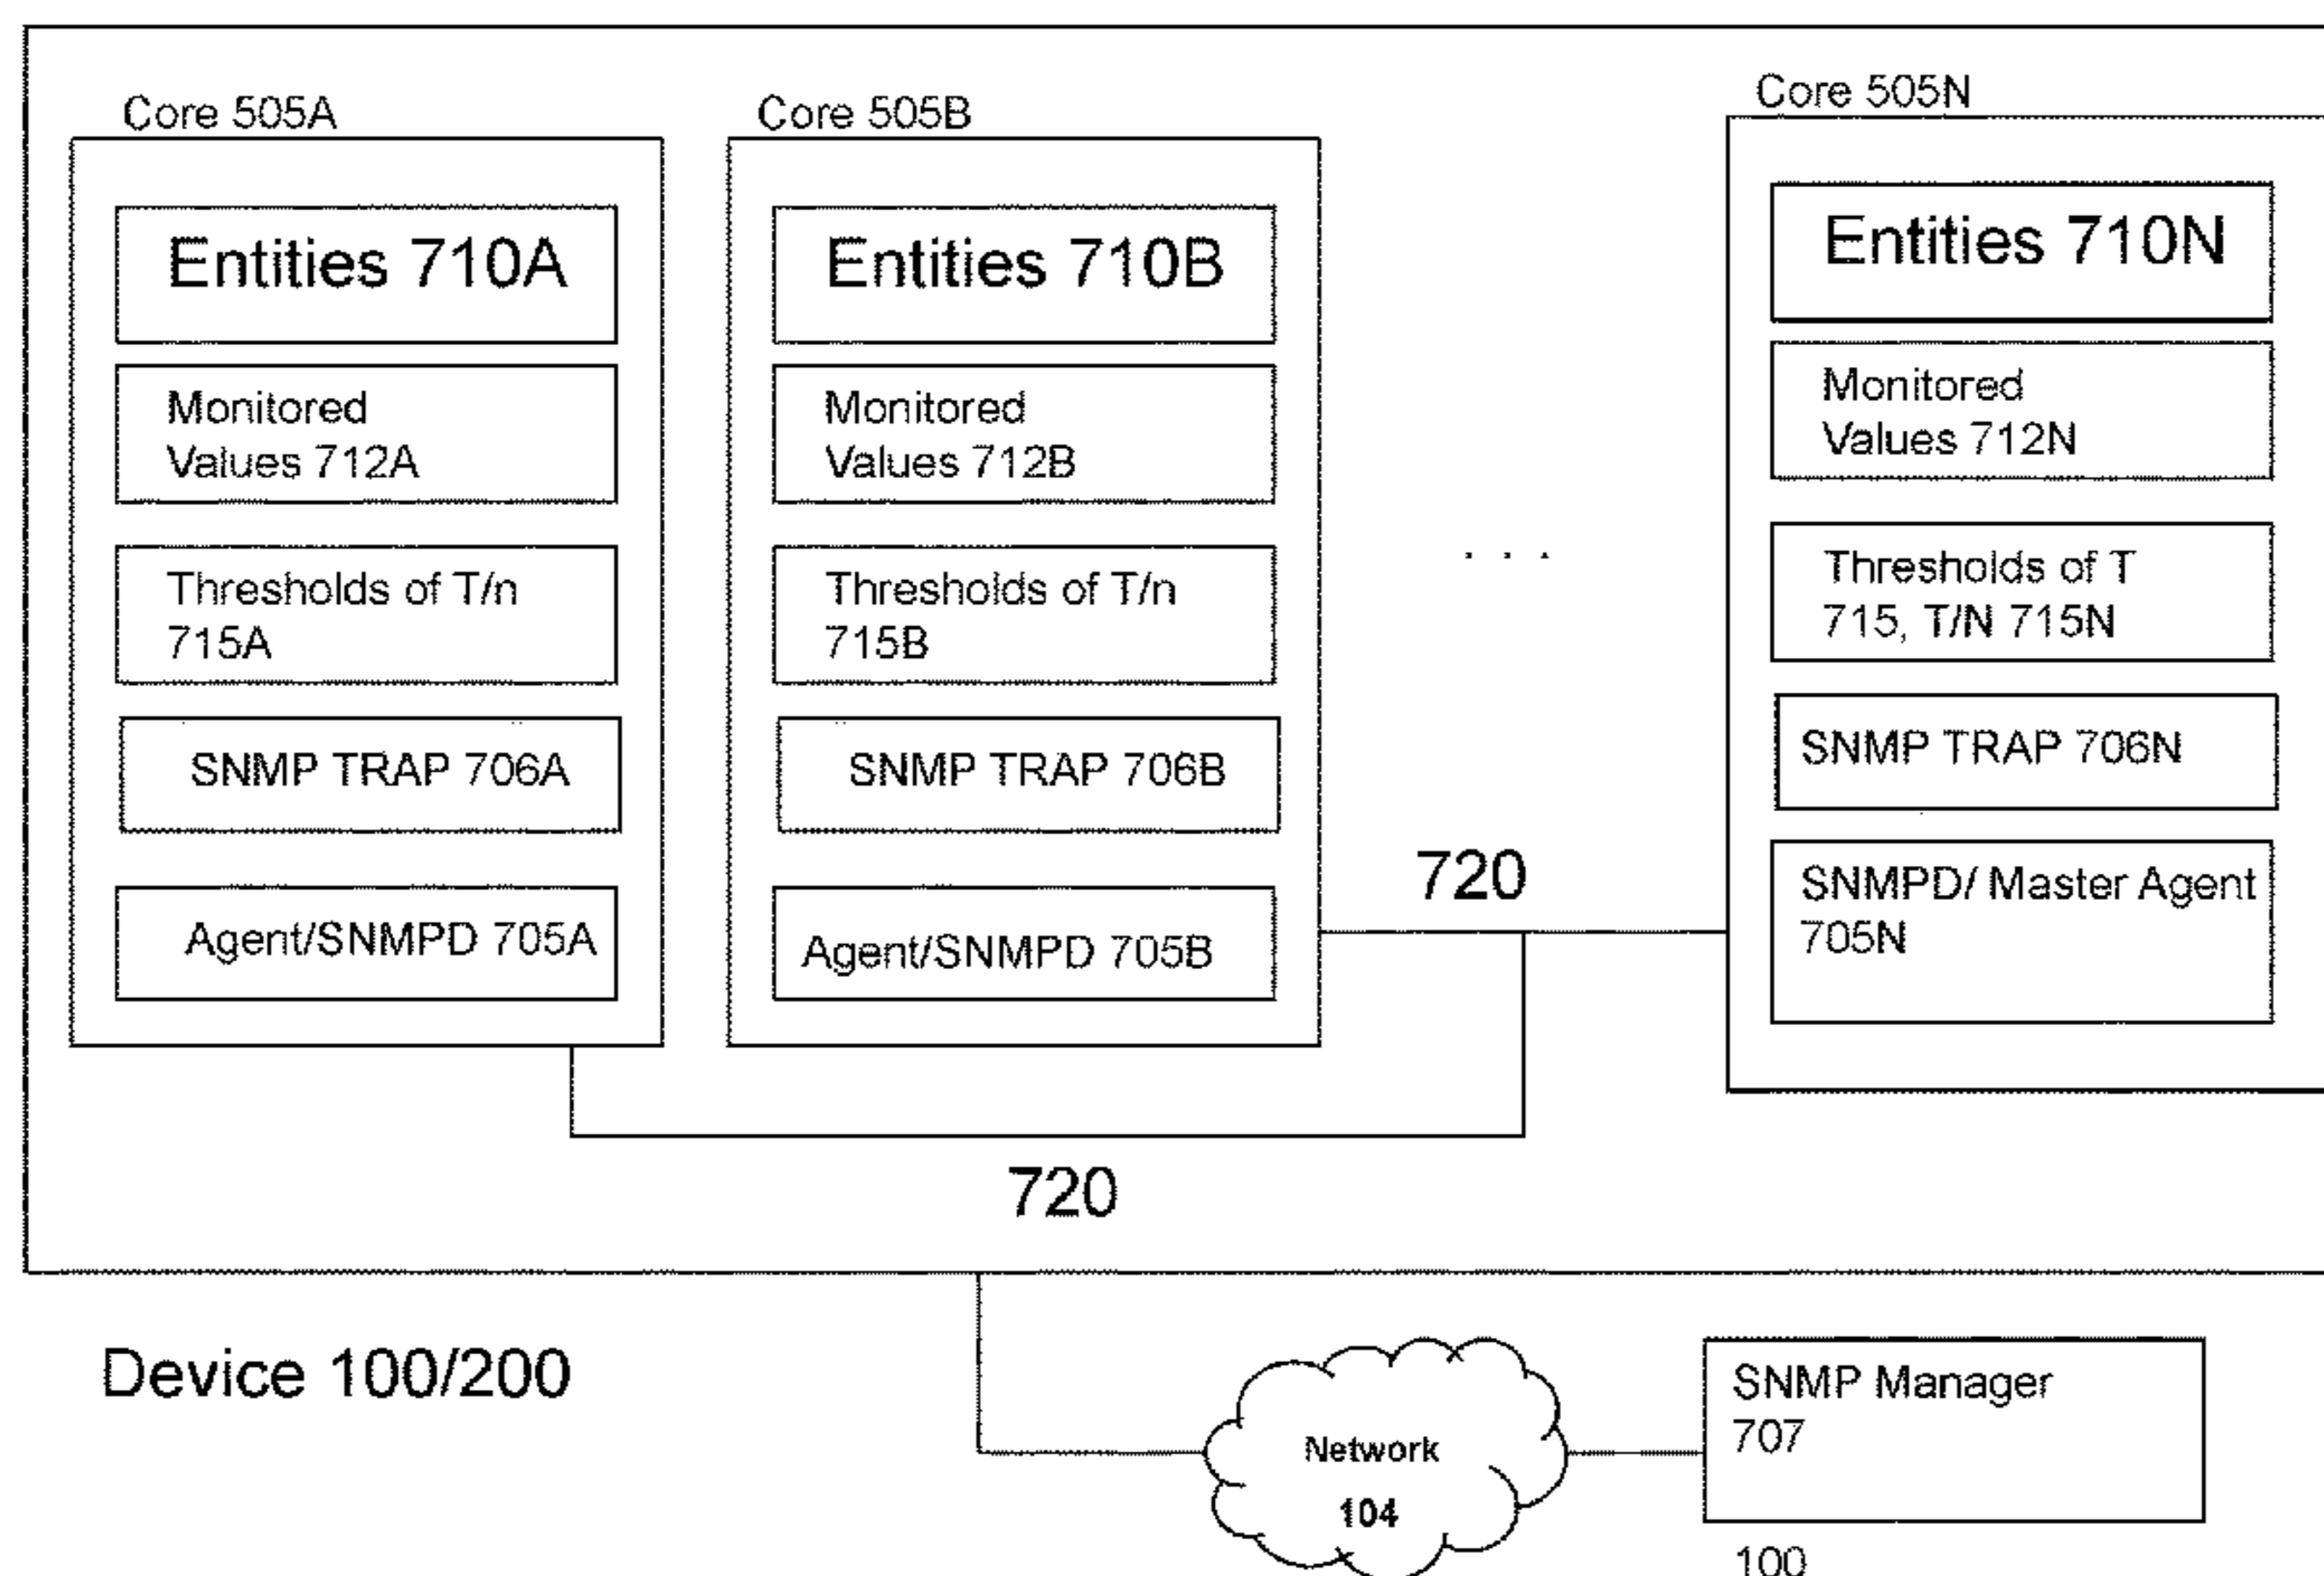 Core 505A
Entities 710A
Monitored
Values 712A
Thresholds of T/n
715A
SNMP TRAP 706A
Agent/SNMPD 705A
Core 505B
Entities 710B
Monitored
Values 712B
Thresholds of T/n
715B
SNMP TRAP 706B
Agent/SNMPD 705B
. . .
720
Core 505N
Entities 710N
Monitored
Values 712N
Thresholds of T
715, T/N 715N
SNMP TRAP 706N
SNMPD/ Master Agent
705N
720
Device 100/200
Network
104
SNMP Manager
707
100